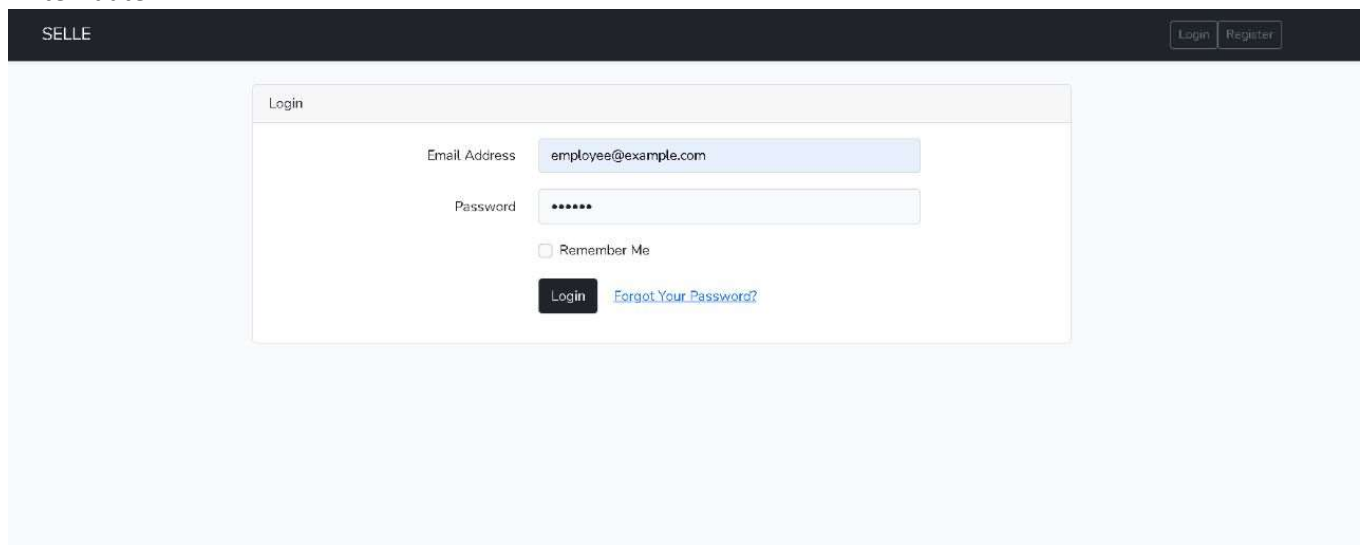 SELLE
Login Register
Login
Email Address employee@example.com
Password ••••••
Remember Me
Login Forgot Your Password?